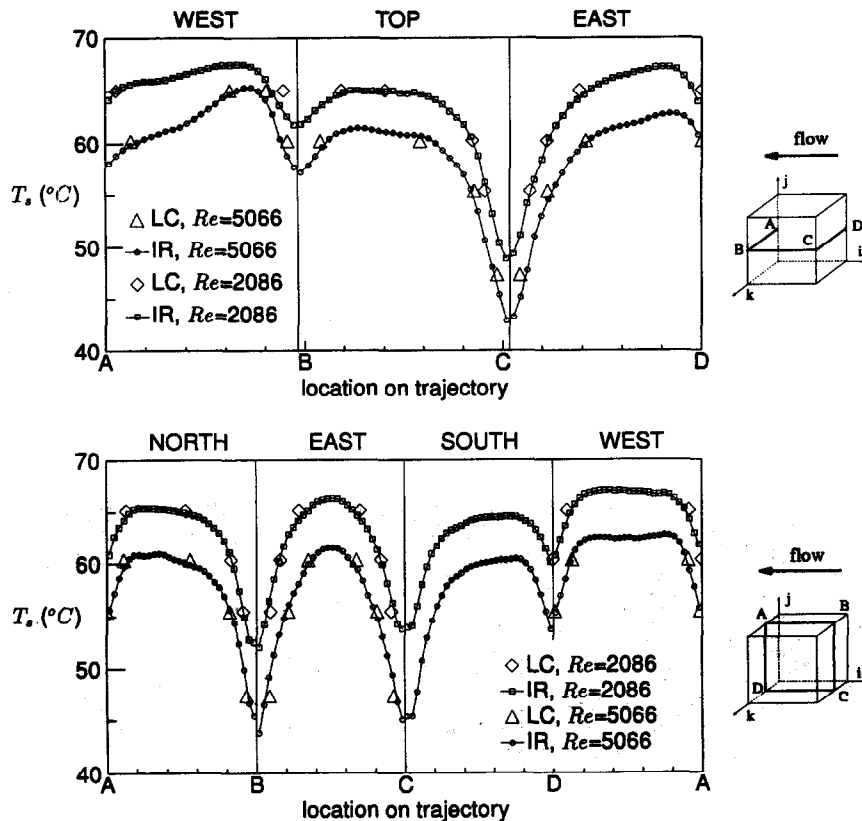 WEST TOP EAST
70
60
50
40
T_s (°C)
△ LC, Re=5066
IR, Re=5066
◇ LC, Re=2086
IR, Re=2086
A B C D
location on trajectory
flow
j
A
D
B
C
i
k
NORTH EAST SOUTH WEST
70
60
50
40
T_s. (°C)
◇ LC, Re=2086
IR, Re=2086
△ LC, Re=5066
IR, Re=5066
A B C D A
location on trajectory
flow
j
A
B
i
D
C
k